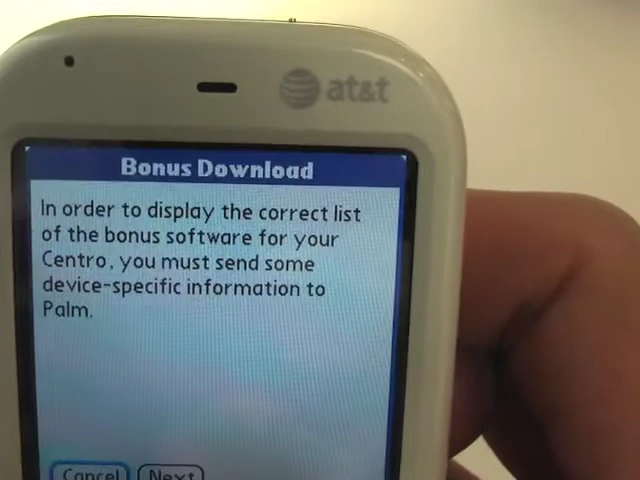 at&t
Bonus Download
In order to display the correct list
of the bonus software for your
Centro, you must send some
device-specific information to
Palm.
Cancel Next